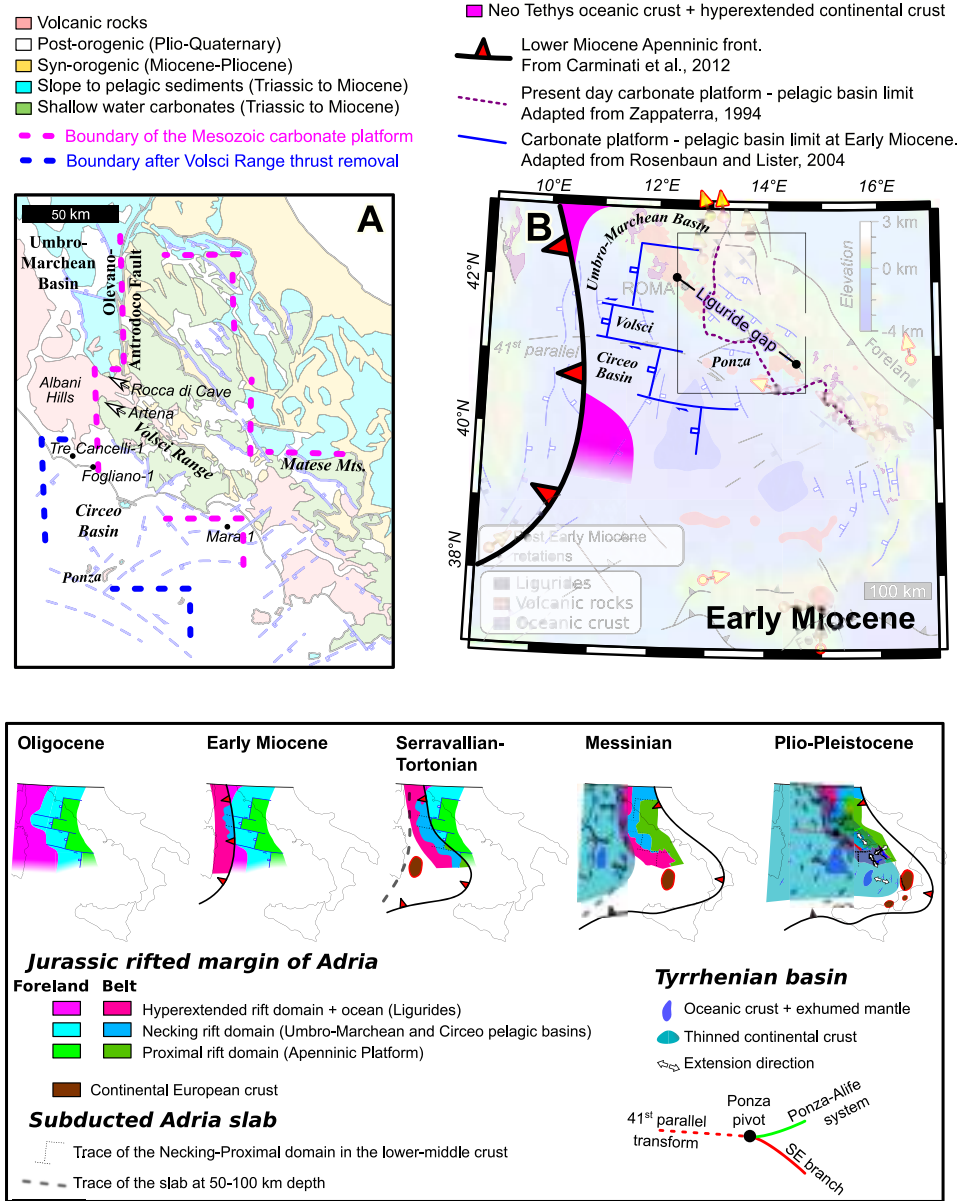 Volcanic rocks
Post-orogenic (Plio-Quaternary)
Syn-orogenic (Miocene-Pliocene)
Slope to pelagic sediments (Triassic to Miocene)
Shallow water carbonates (Triassic to Miocene)
Boundary of the Mesozoic carbonate platform
Boundary after Volsci Range thrust removal
Neo Tethys oceanic crust + hyperextended continental crust
Lower Miocene Apenninic front.
From Carminati et al., 2012
Present day carbonate platform - pelagic basin limit
Adapted from Zappaterra, 1994
Carbonate platform - pelagic basin limit at Early Miocene.
Adapted from Rosenbaun and Lister, 2004
50 km
A
Umbro-
Marchean
Basin
Olevano-
Antrodoco Fault
Albani
Hills
Rocca di Cave
Artena
Volsci Range
Tre Cancelli-1
Fogliano-1
Matese Mts.
Circeo
Basin
Mara 1
Ponza
10°E
12°E
14°E
16°E
B
42°N
40°N
38°N
Umbro-Marchean Basin
3 km
0 km
-4 km
Elevation
ROMA
Liguride gap
Volsci
41st parallel
Circeo
Basin
Ponza
Foreland
Post Early Miocene
rotations
Ligurides
Volcanic rocks
Oceanic crust
100 km
Early Miocene
Oligocene
Early Miocene
Serravallian-
Tortonian
Messinian
Plio-Pleistocene
Jurassic rifted margin of Adria
Foreland Belt
Hyperextended rift domain + ocean (Ligurides)
Necking rift domain (Umbro-Marchean and Circeo pelagic basins)
Proximal rift domain (Apenninic Platform)
Continental European crust
Subducted Adria slab
Trace of the Necking-Proximal domain in the lower-middle crust
Trace of the slab at 50-100 km depth
Tyrrhenian basin
Oceanic crust + exhumed mantle
Thinned continental crust
Extension direction
Ponza
pivot
41st parallel
transform
Ponza-Alife
system
SE branch